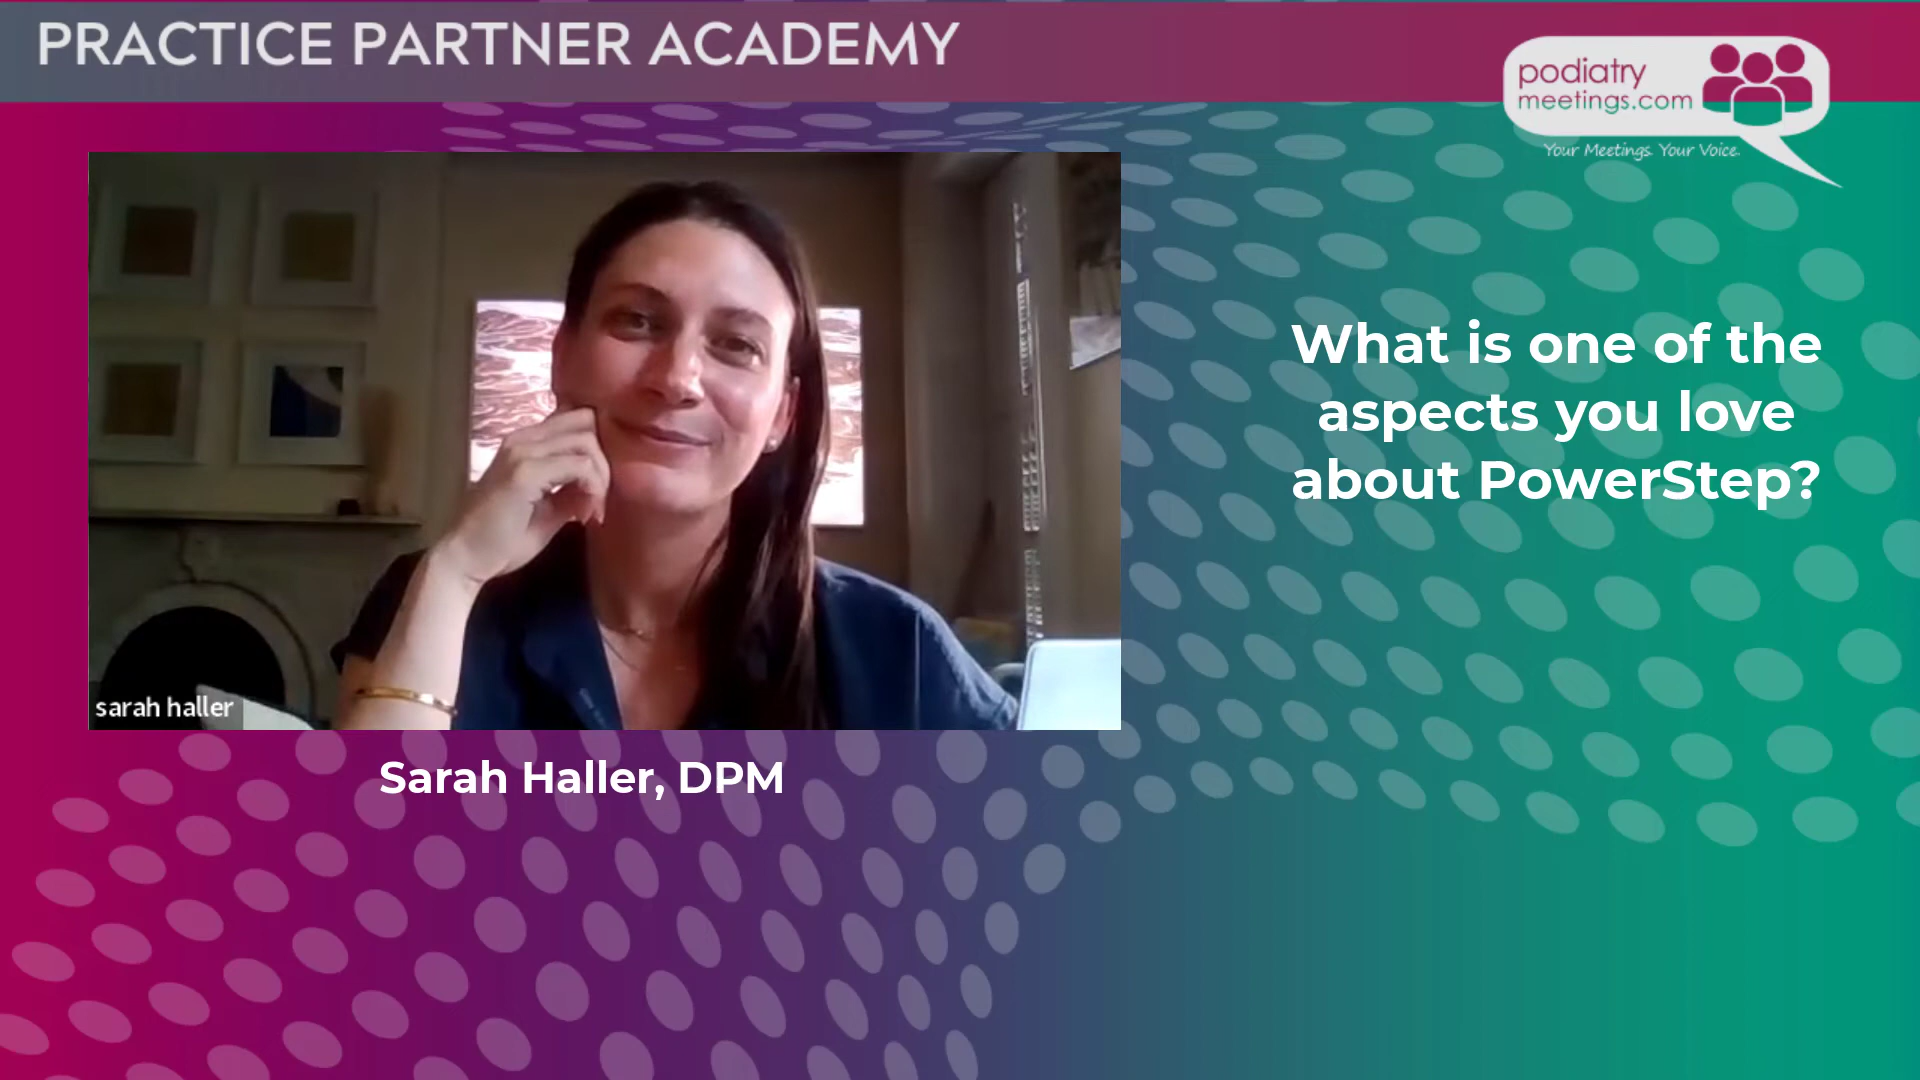 PRACTICE PARTNER ACADEMY
podiatry
meetings.com
Your Meetings. Your Voice.
What is one of the
aspects you love
about PowerStep?
sarah haller
Sarah Haller, DPM